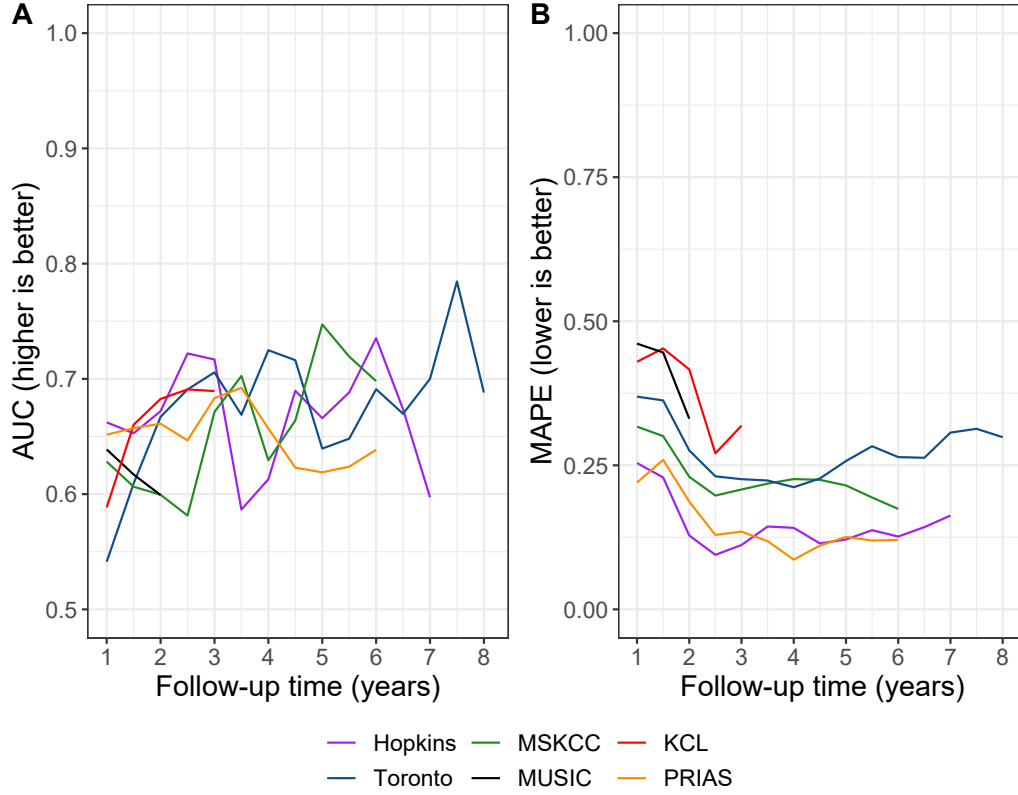 A
AUC (higher is better)
1.0
0.9
0.8
0.7
0.6
0.5
1 2 3 4 5 6 7 8
Follow-up time (years)
B
MAPE (lower is better)
1.00
0.75
0.50
0.25
0.00
1 2 3 4 5 6 7 8
Follow-up time (years)
Hopkins MSKCC KCL
Toronto MUSIC PRIAS